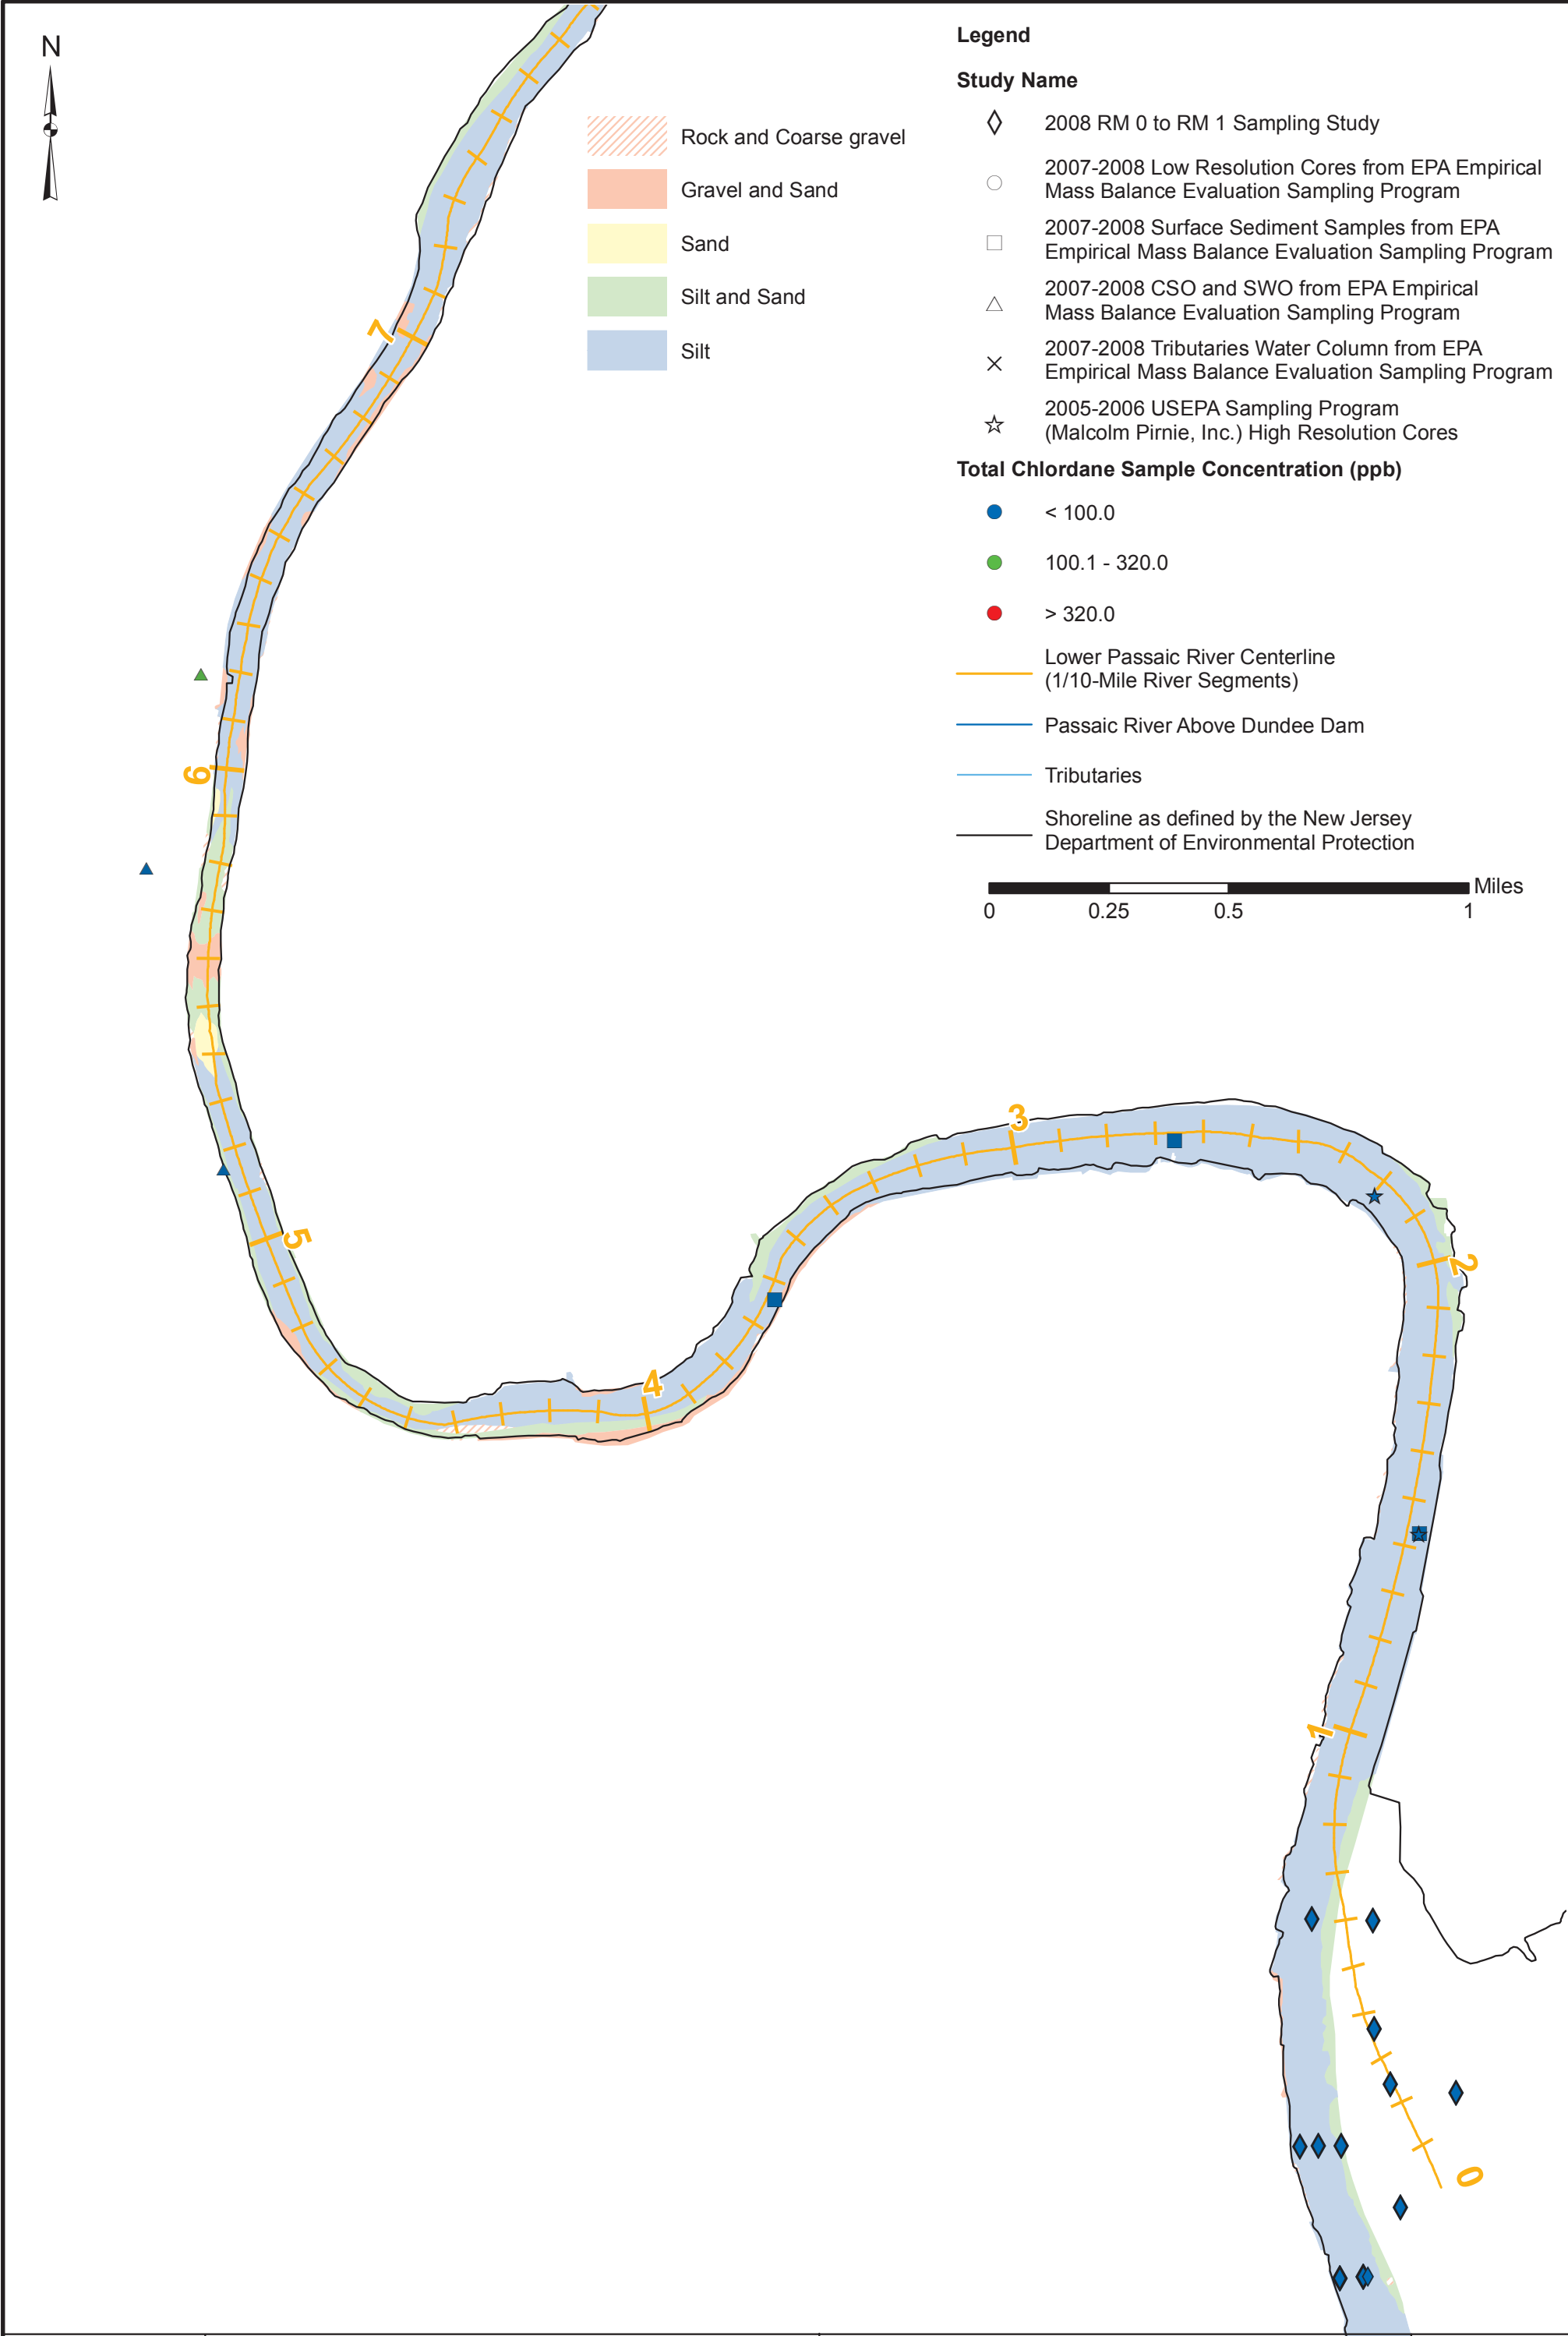 N
Legend
Study Name
2008 RM 0 to RM 1 Sampling Study
2007-2008 Low Resolution Cores from EPA Empirical
Mass Balance Evaluation Sampling Program
2007-2008 Surface Sediment Samples from EPA
Empirical Mass Balance Evaluation Sampling Program
2007-2008 CSO and SWO from EPA Empirical
Mass Balance Evaluation Sampling Program
2007-2008 Tributaries Water Column from EPA
Empirical Mass Balance Evaluation Sampling Program
2005-2006 USEPA Sampling Program
(Malcolm Pirnie, Inc.) High Resolution Cores
Total Chlordane Sample Concentration (ppb)
< 100.0
100.1 - 320.0
> 320.0
Lower Passaic River Centerline
(1/10-Mile River Segments)
Passaic River Above Dundee Dam
Tributaries
Shoreline as defined by the New Jersey
Department of Environmental Protection
Miles
0 0.25 0.5 1
Rock and Coarse gravel
Gravel and Sand
Sand
Silt and Sand
Silt
7
6
5
4
3
2
1
0